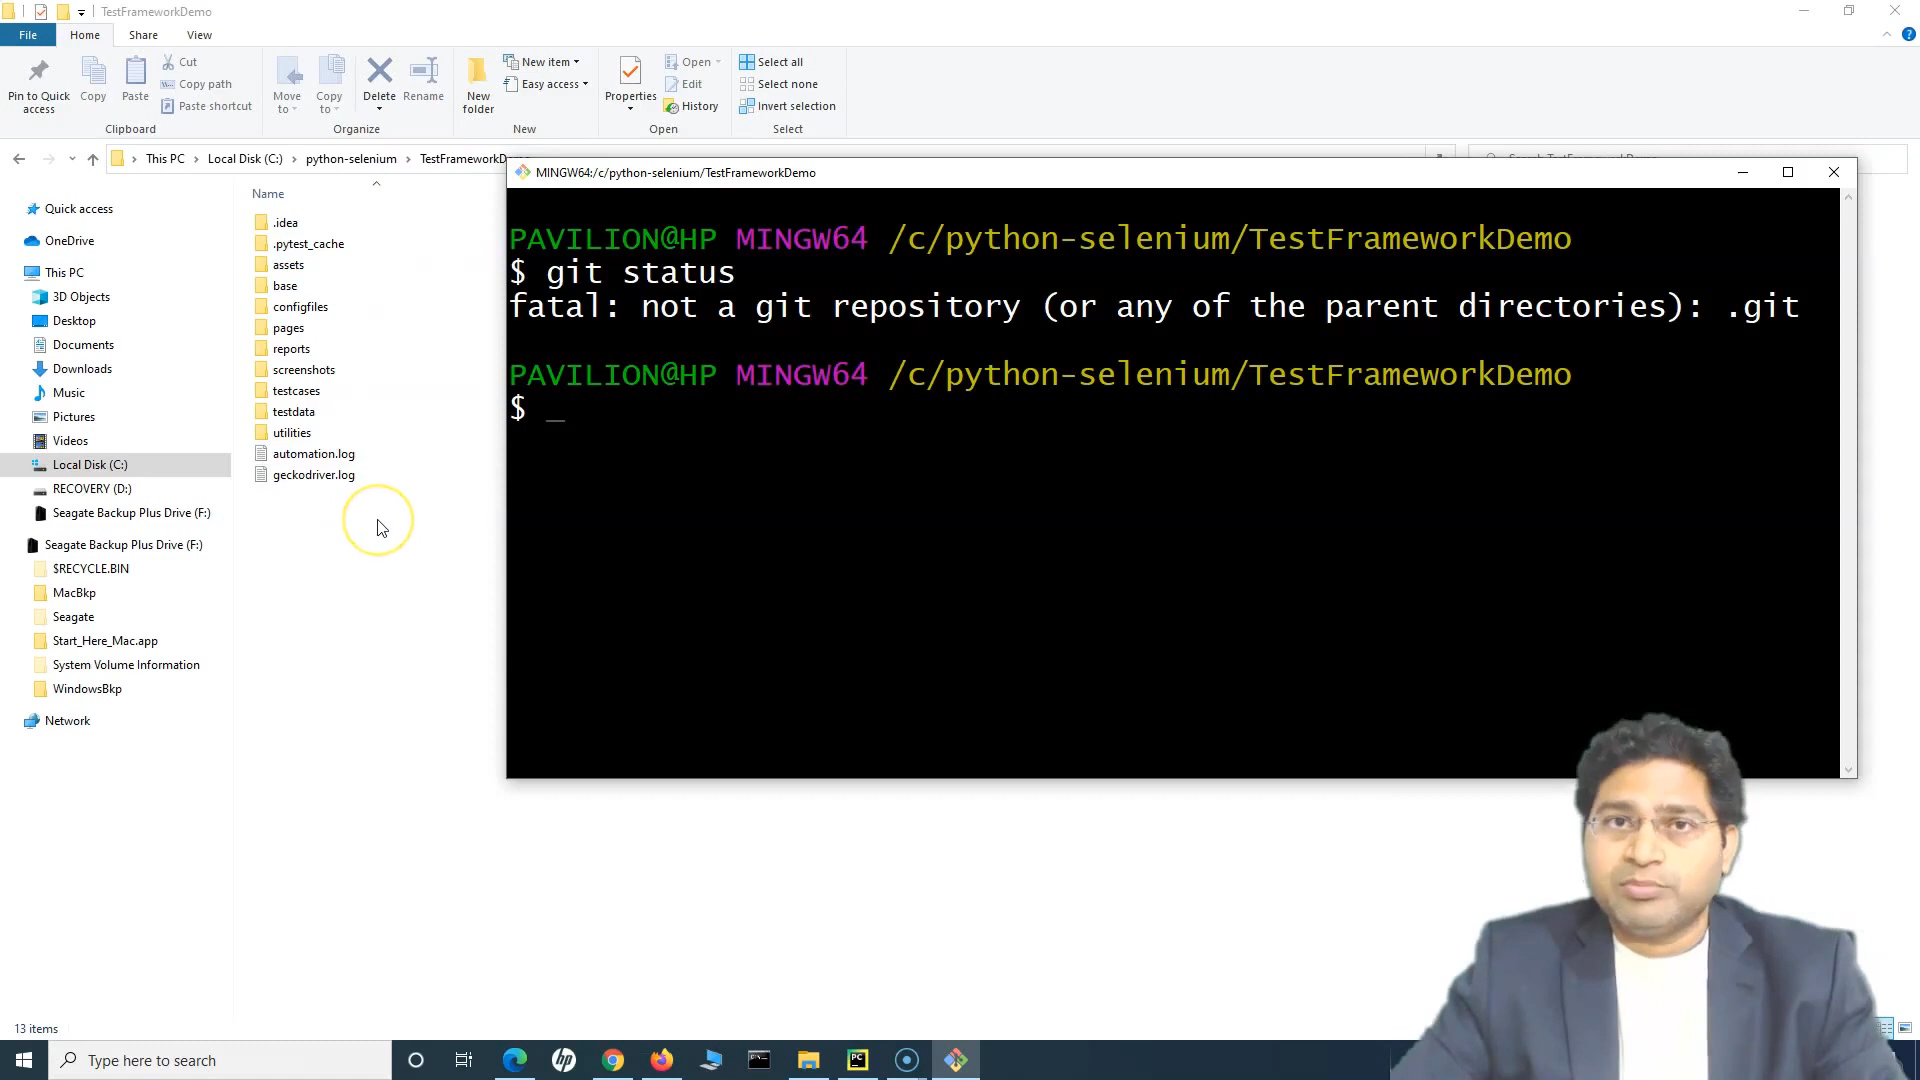 TestFrameworkDemo
File Home Share View
Pin to Quick access
Copy
Paste
Cut
Copy path
Paste shortcut
Clipboard
Move to
Copy to
Delete
Rename
Organize
New folder
New item
Easy access
New
Properties
Open
Edit
History
Open
Select all
Select none
Invert selection
Select
This PC › Local Disk (C:) › python-selenium ›
Name
Quick access
OneDrive
This PC
3D Objects
Desktop
Documents
Downloads
Music
Pictures
Videos
Local Disk (C:)
RECOVERY (D:)
Seagate Backup Plus Drive (F:)
Seagate Backup Plus Drive (F:)
$RECYCLE.BIN
MacBkp
Seagate
Start_Here_Mac.app
System Volume Information
WindowsBkp
Network
.idea
.pytest_cache
assets
base
configfiles
pages
reports
screenshots
testcases
testdata
utilities
automation.log
geckodriver.log
MINGW64:/c/python-selenium/TestFrameworkDemo
PAVILION@HP MINGW64 /c/python-selenium/TestFrameworkDemo
$ git status
fatal: not a git repository (or any of the parent directories): .git
PAVILION@HP MINGW64 /c/python-selenium/TestFrameworkDemo
$ _
13 items
Type here to search
hp
PC